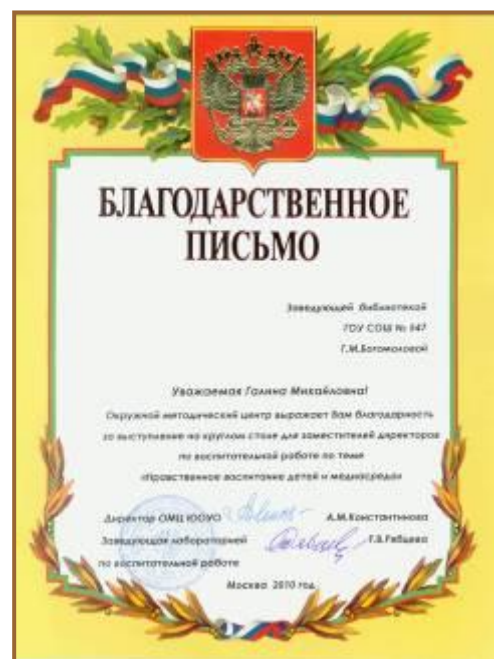 БЛАГОДАРСТВЕННОЕ
ПИСЬМО
Заведующей библиотекой
ГОУ СОШ № 547
Г.М.Богомоловой
Уважаемая Галина Михайловна!
Окружной методический центр выражает Вам благодарность
за выступление на круглом столе для заместителей директоров
по воспитательной работе по теме
«Нравственное воспитание детей и медиасреда»
Директор ОМЦ ЮОУО А.М.Константинова
Заведующая лабораторией Г.В.Рябцева
по воспитательной работе
Москва 2010 год